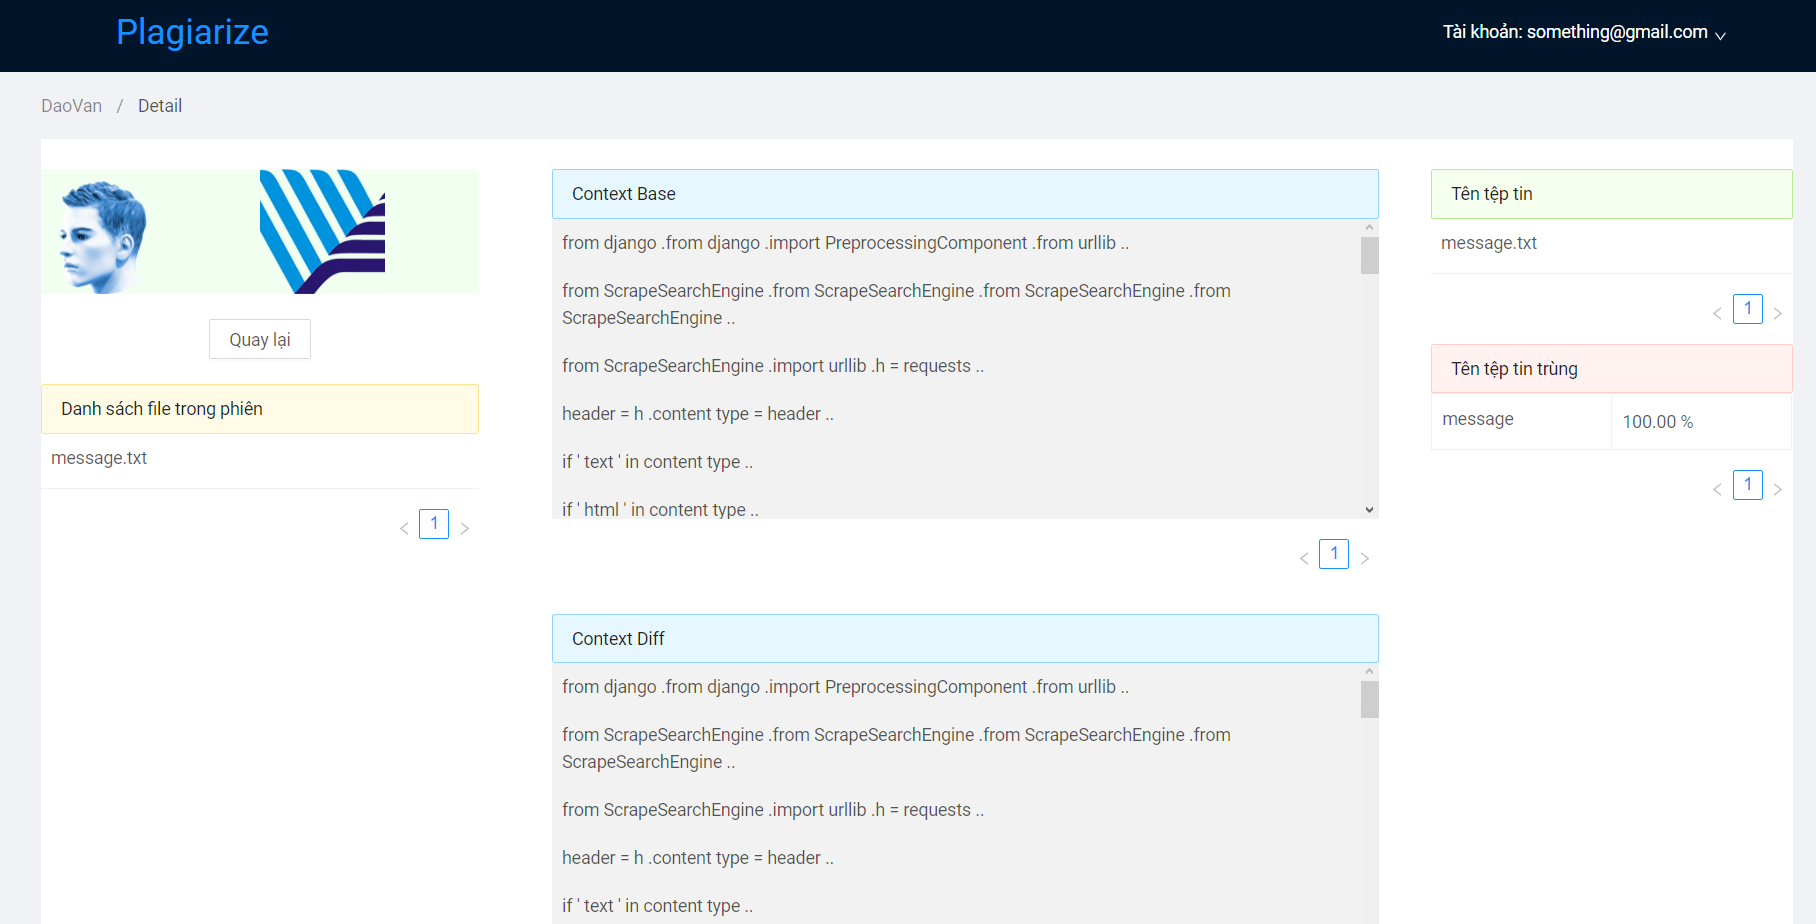 Plagiarize
Tài khoản: something@gmail.com
DaoVan / Detail
Quay lại
Danh sách file trong phiên
message.txt
1
Context Base
from django .from django .import PreprocessingComponent .from urllib ..
from ScrapeSearchEngine .from ScrapeSearchEngine .from ScrapeSearchEngine .from
ScrapeSearchEngine ..
from ScrapeSearchEngine .import urllib .h = requests ..
header = h .content type = header ..
if ' text ' in content type ..
if ' html ' in content type ..
1
Context Diff
from django .from django .import PreprocessingComponent .from urllib ..
from ScrapeSearchEngine .from ScrapeSearchEngine .from ScrapeSearchEngine .from
ScrapeSearchEngine ..
from ScrapeSearchEngine .import urllib .h = requests ..
header = h .content type = header ..
if ' text ' in content type ..
Tên tệp tin
message.txt
1
Tên tệp tin trùng
message 100.00 %
1